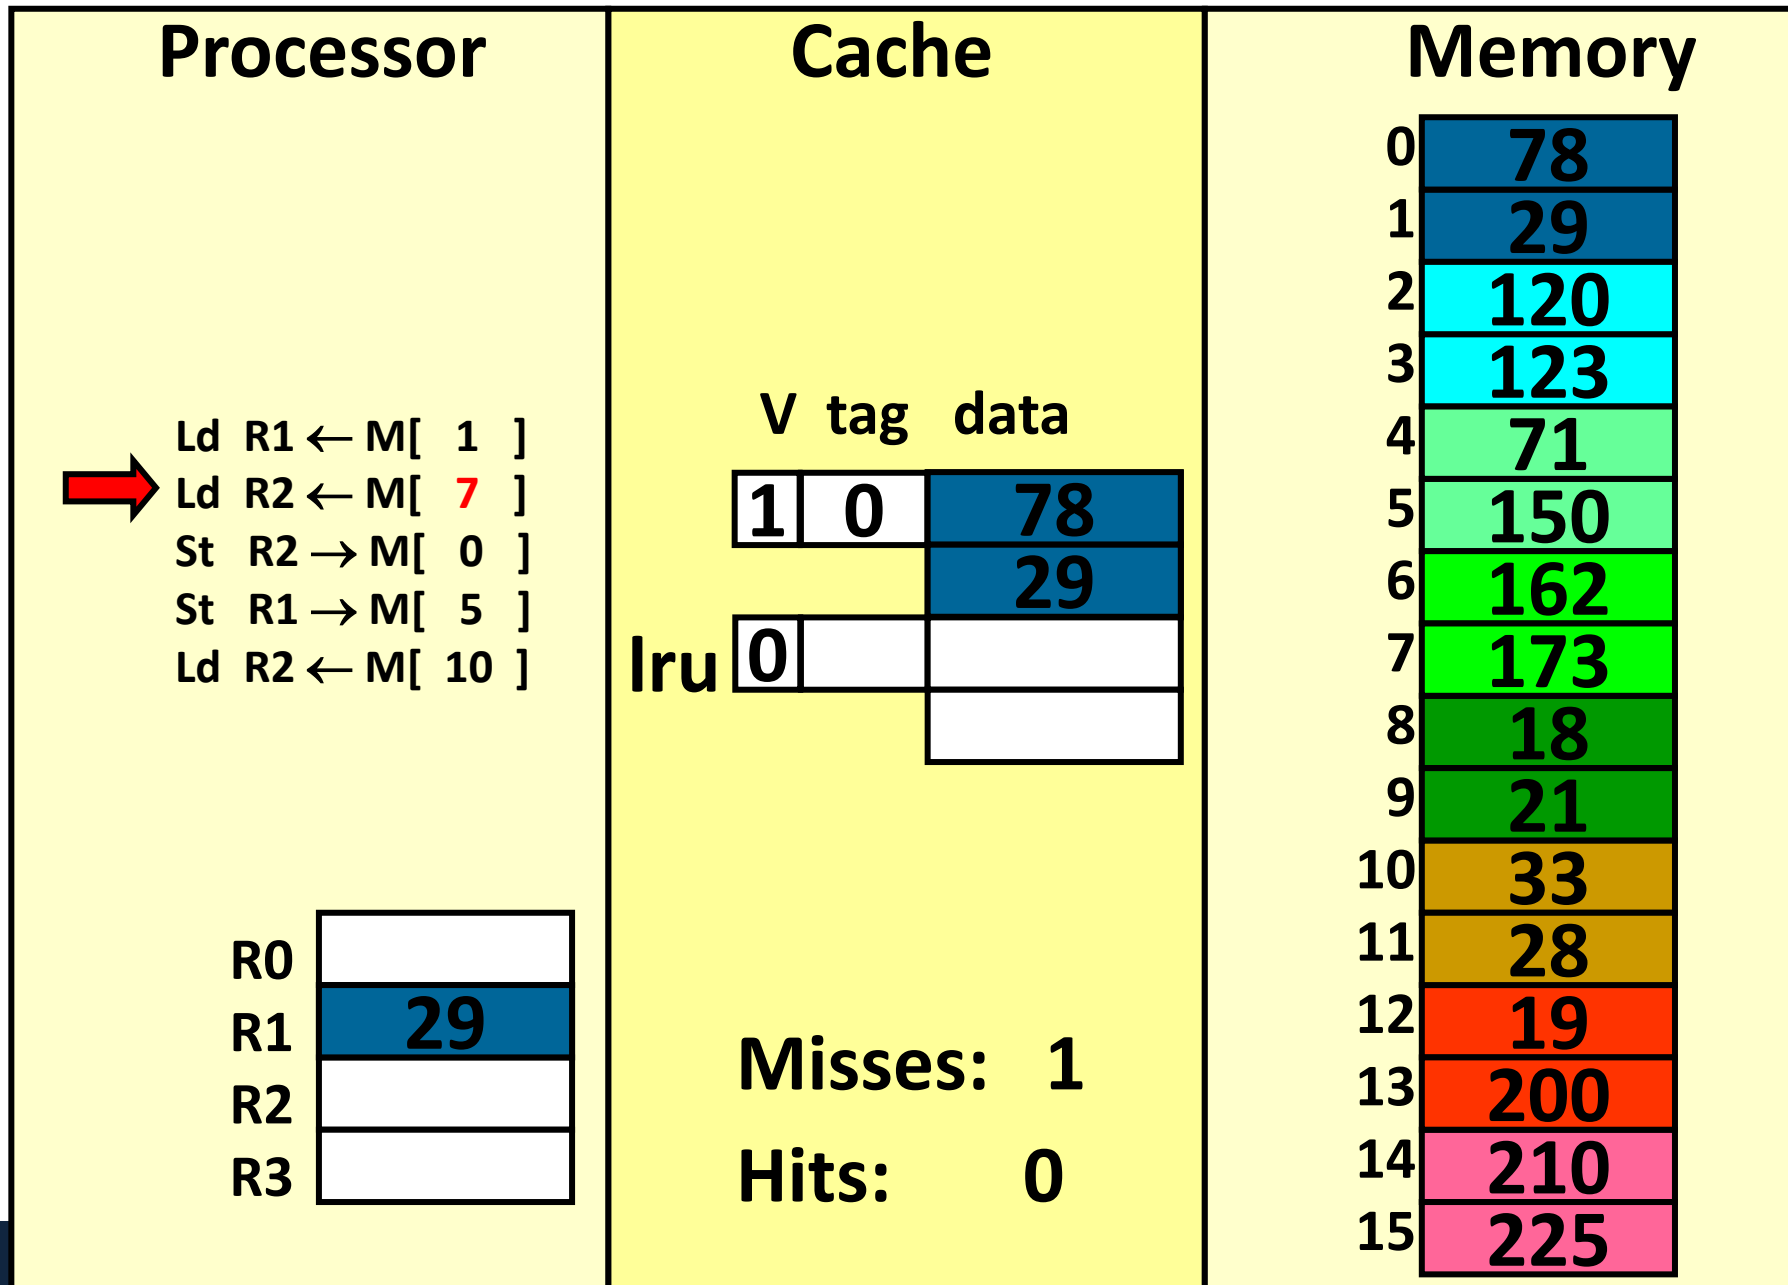 Processor
Ld R1 ← M[ 1 ]
Ld R2 ← M[ 7 ]
St R2 → M[ 0 ]
St R1 → M[ 5 ]
Ld R2 ← M[ 10 ]
R0
R1 29
R2
R3
Cache
V tag data
1 0 78
29
lru 0
Misses: 1
Hits: 0
Memory
0 78
1 29
2 120
3 123
4 71
5 150
6 162
7 173
8 18
9 21
10 33
11 28
12 19
13 200
14 210
15 225